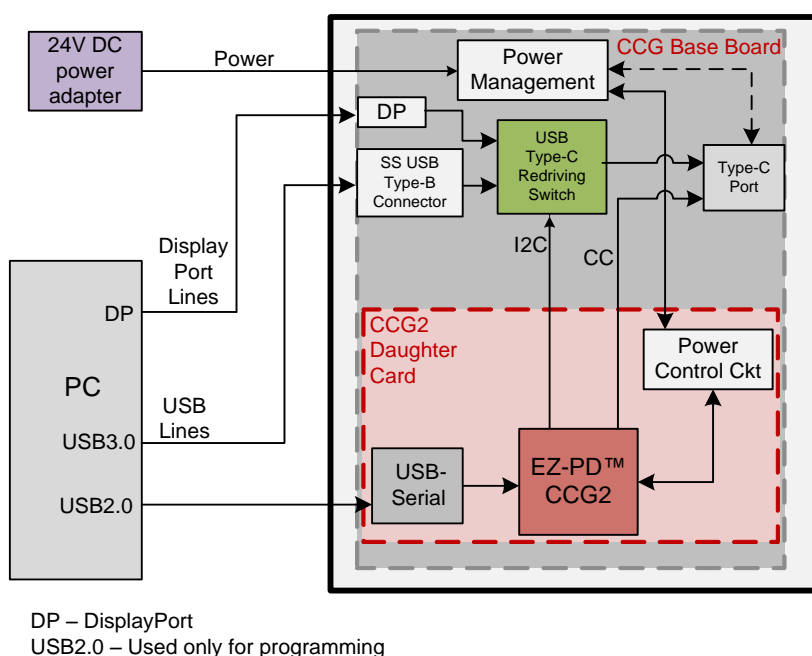 24V DC
power
adapter
Power
Power
Management
CCG Base Board
DP
USB
Type-C
Redriving
Switch
SS USB
Type-B
Connector
Type-C
Port
Display
Port
Lines
I2C
CC
DP
PC
USB
Lines
USB3.0
USB2.0
CCG2
Daughter
Card
Power
Control Ckt
USB-
Serial
EZ-PD™
CCG2
DP – DisplayPort
USB2.0 – Used only for programming